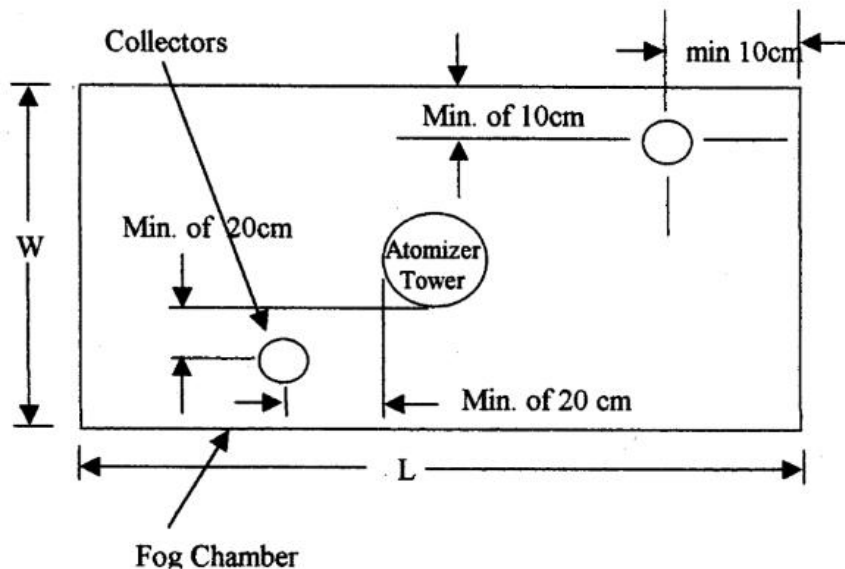 Collectors
min 10cm
Min. of 10cm
Min. of 20cm
W
Atomizer
Tower
Min. of 20 cm
L
Fog Chamber